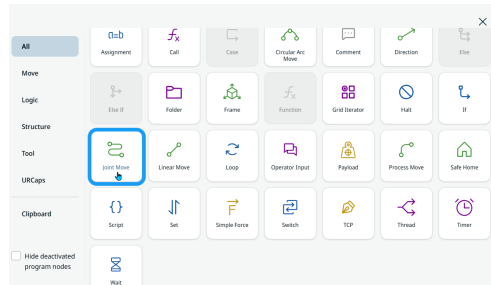 All
Move
Logic
Structure
Tool
URCaps
Clipboard
Hide deactivated
program nodes
a=b
Assignment
fx
Call
Case
Circular Arc
Move
Comment
Direction
Else
Else If
Folder
Frame
fx
Function
Grid Iterator
Halt
If
Joint Move
Linear Move
Loop
Operator Input
Payload
Process Move
Safe Home
{}
Script
Set
F
Simple Force
Switch
TCP
Thread
Timer
Wait